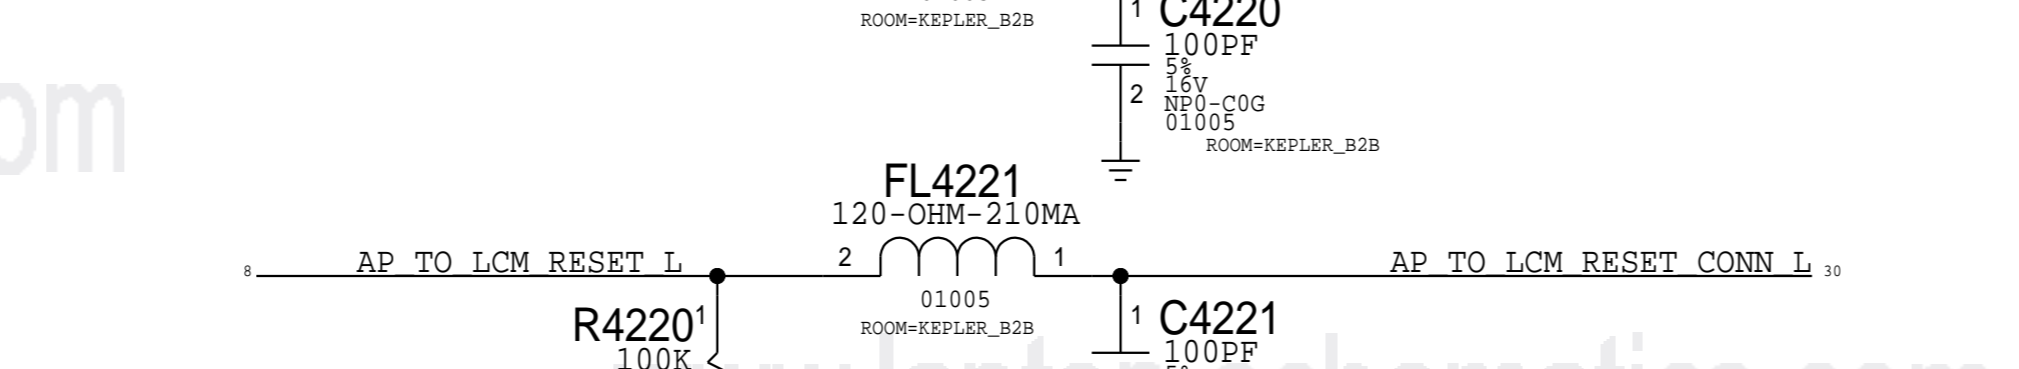 1 C4220
ROOM=KEPLER_B2B
100PF
5%
16V
2
NP0-C0G
01005
ROOM=KEPLER_B2B
om
FL4221
120-OHM-210MA
8 AP_TO_LCM_RESET_L 2 1 AP_TO_LCM_RESET_CONN_L 30
01005
R4220 1
ROOM=KEPLER_B2B
1 C4221
100K
100PF